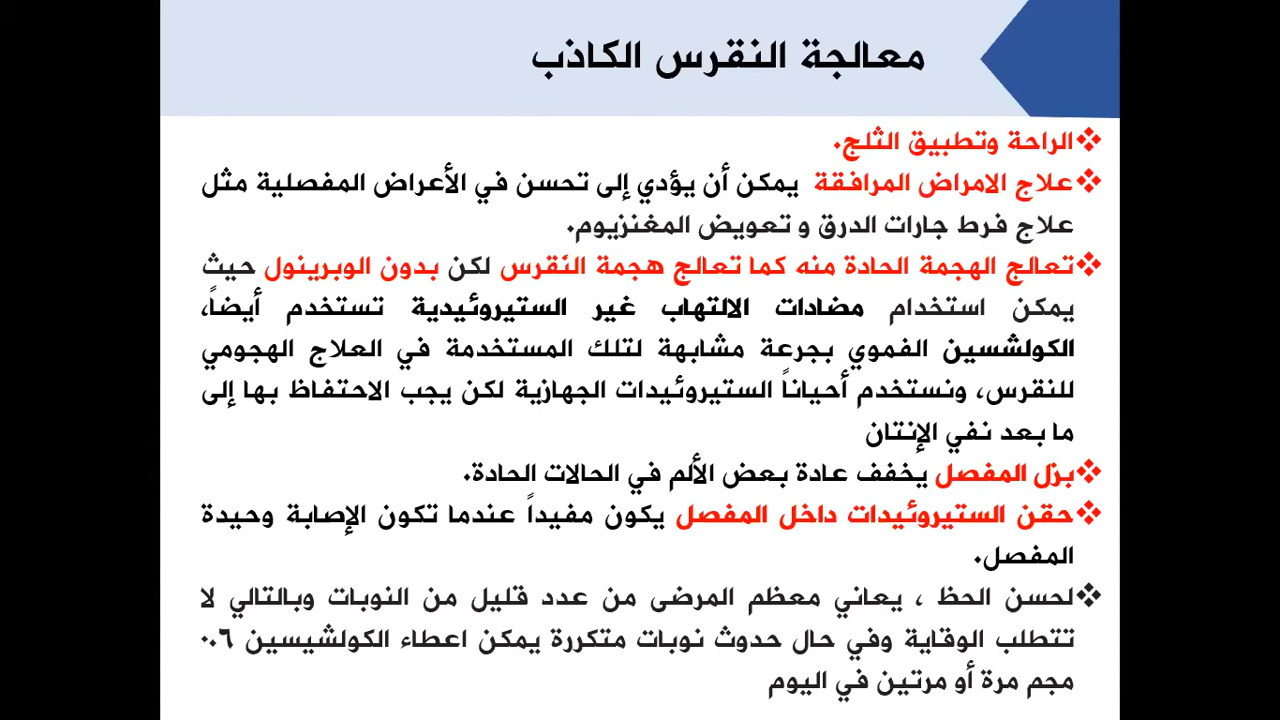 معالجة النقرس الكاذب
❖الراحة وتطبيق الثلج.
❖علاج الامراض المرافقة يمكن أن يؤدي إلى تحسن في الأعراض المفصلية مثل
علاج فرط جارات الدرق و تعويض المغنزيوم.
❖تعالج الهجمة الحادة منه كما تعالج هجمة النّقرس لكن بدون الوبرينول حيث
يمكن استخدام مضادات الالتهاب غير الستيروئيدية تستخدم أيضاً،
الكولشسين الفموي بجرعة مشابهة لتلك المستخدمة في العلاج الهجومي
للنقرس، ونستخدم أحياناً الستيروئيدات الجهازية لكن يجب الاحتفاظ بها إلى
ما بعد نفي الإنتان
❖بزل المفصل يخفف عادة بعض الألم في الحالات الحادة.
❖حقن الستيروئيدات داخل المفصل يكون مفيداً عندما تكون الإصابة وحيدة
المفصل.
❖لحسن الحظ ، يعاني معظم المرضى من عدد قليل من النوبات وبالتالي لا
تتطلب الوقاية وفي حال حدوث نوبات متكررة يمكن اعطاء الكولشيسين ٠.٦
مجم مرة أو مرتين في اليوم